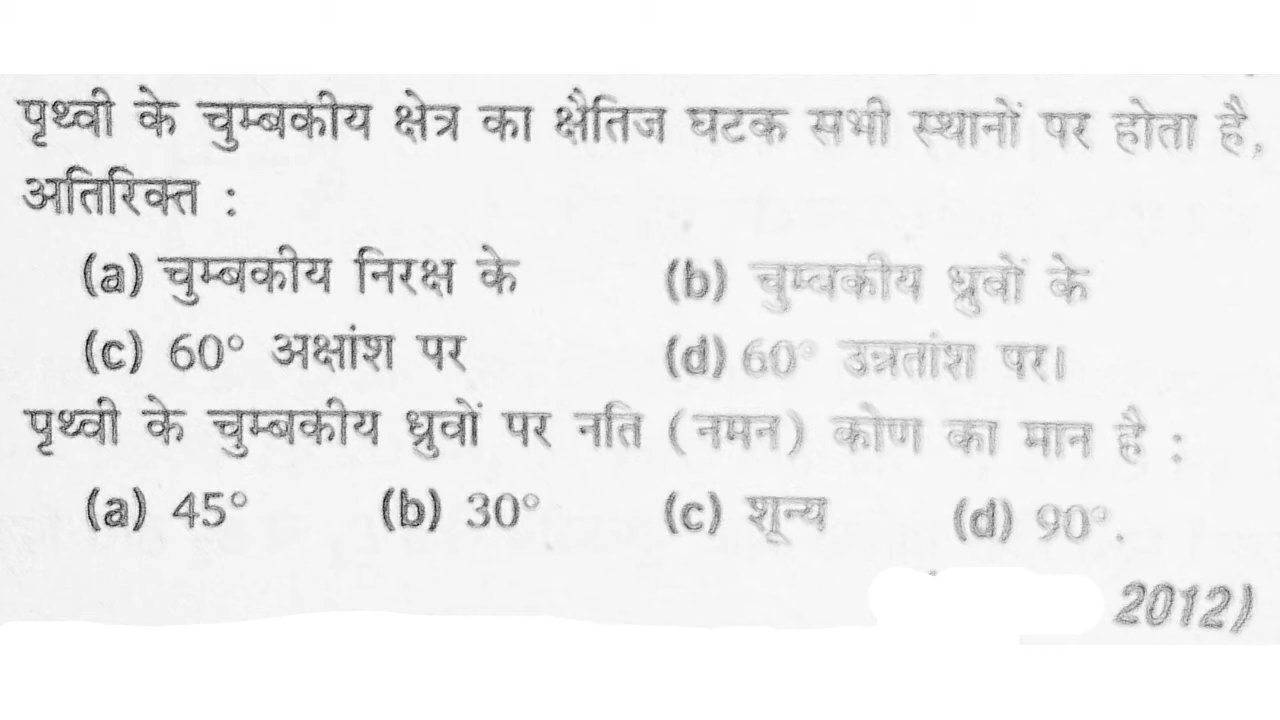 पृथ्वी के चुम्बकीय क्षेत्र का क्षैतिज घटक सभी स्थानों पर होता है,
अतिरिक्त :
(a) चुम्बकीय निरक्ष के (b) चुम्बकीय ध्रुवों के
(c) 60° अक्षांश पर (d) 60° उन्नतांश पर।
पृथ्वी के चुम्बकीय ध्रुवों पर नति (नमन) कोण का मान है :
(a) 45° (b) 30° (c) शून्य (d) 90°.
2012)